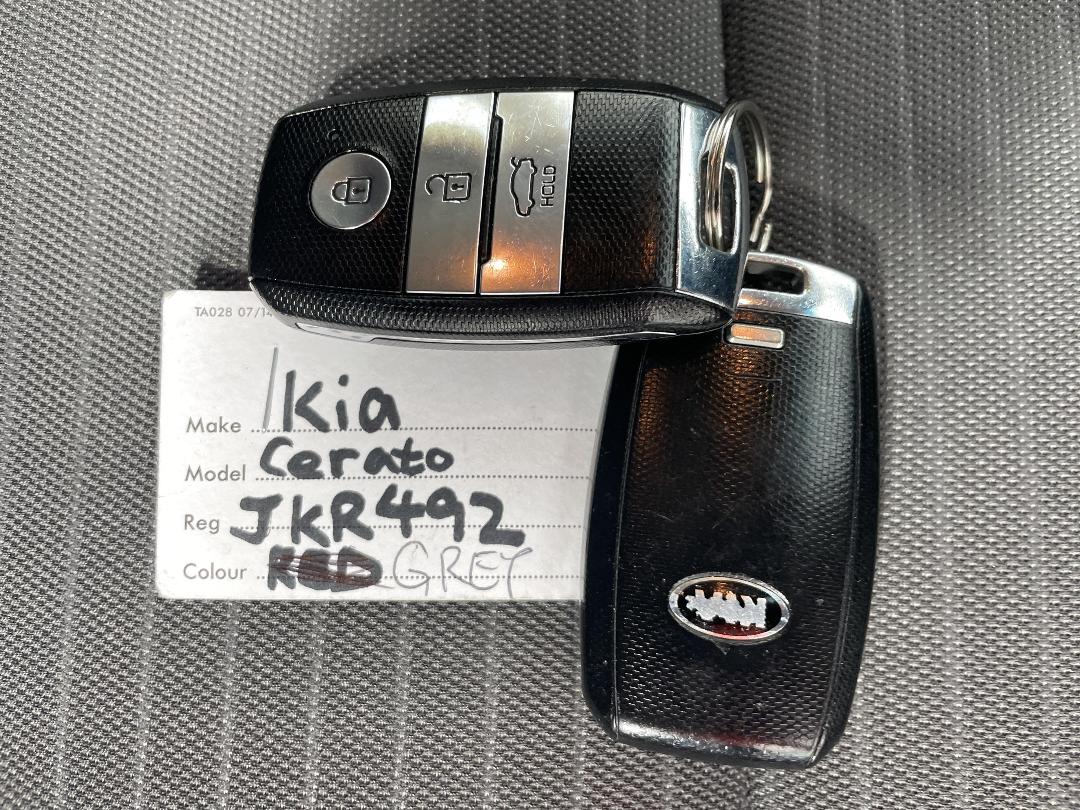 HOLD
TA028 07/14
Make Kia
Model Cerato
Reg JKR492
Colour RED GREY